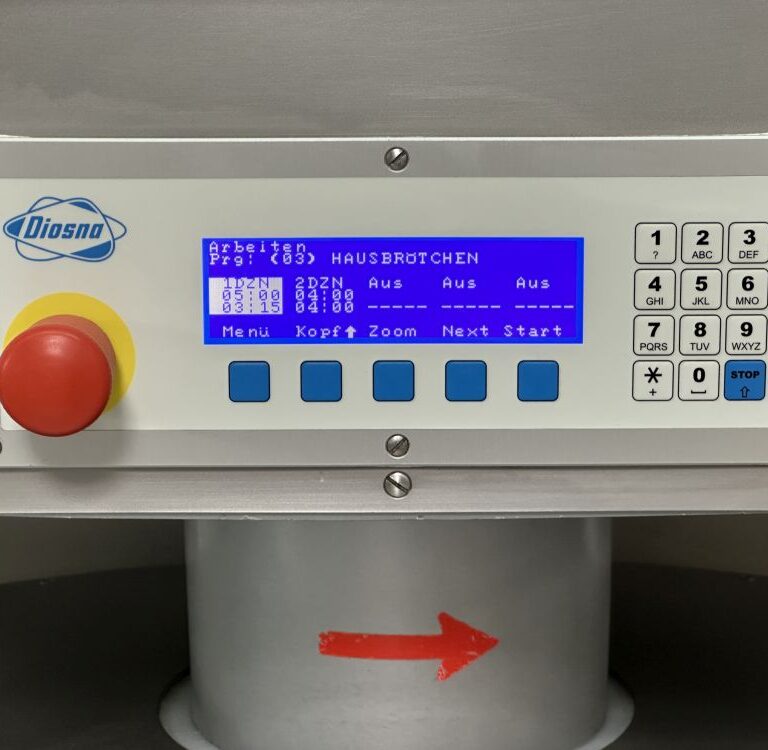 Diosna
Arbeiten
Prg: (03) HAUSBRÖTCHEN
1DZN 2DZN Aus Aus Aus
05:00 04:00
03:15 04:00 ----- ----- -----
Menü Kopf⬆ Zoom Next Start
1 2 3
? ABC DEF
4 5 6
GHI JKL MNO
7 8 9
PQRS TUV WXYZ
* 0 STOP
+ ⎵ ⇧